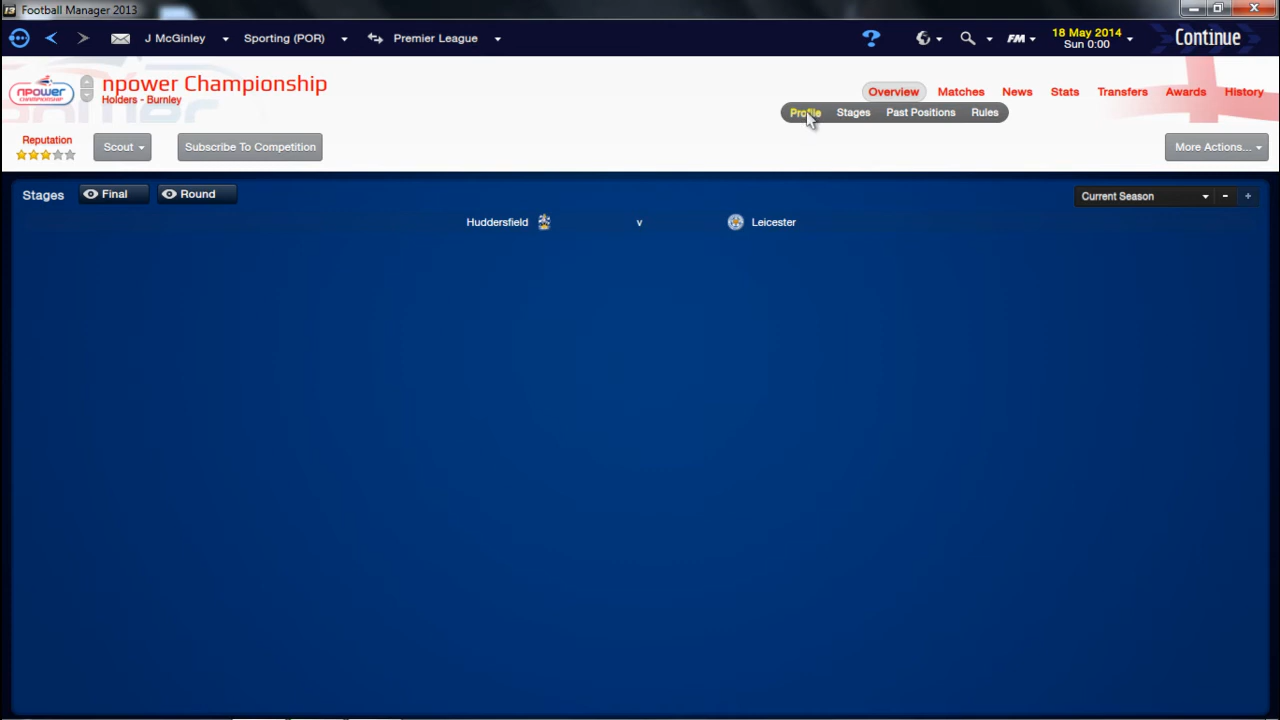 Football Manager 2013
J McGinley
Sporting (POR)
Premier League
FM
18 May 2014
Sun 0:00
Continue
npower Championship
Holders - Burnley
Overview
Matches
News
Stats
Transfers
Awards
History
Profile
Stages
Past Positions
Rules
Reputation
Scout
Subscribe To Competition
More Actions...
Stages
Final
Round
Current Season
- +
Huddersfield v Leicester